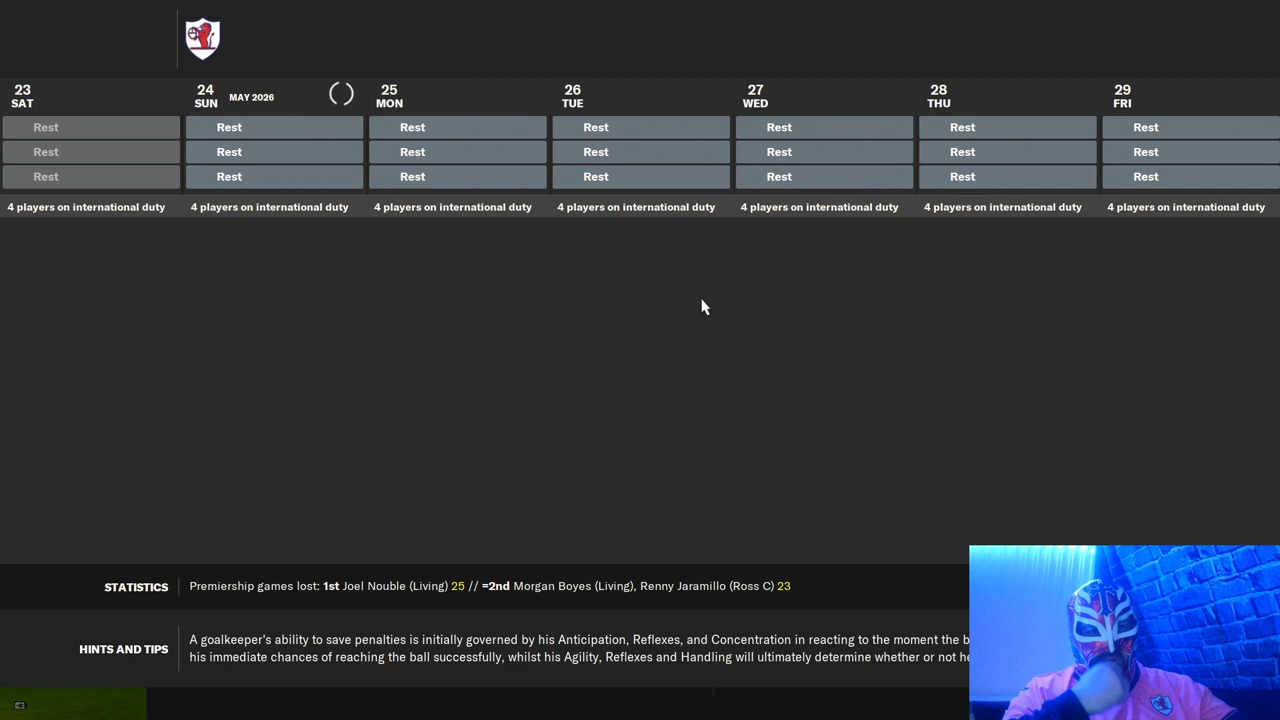 23
SAT
24
SUN MAY 2026
25
MON
26
TUE
27
WED
28
THU
29
FRI
Rest Rest Rest Rest Rest Rest Rest
Rest Rest Rest Rest Rest Rest Rest
Rest Rest Rest Rest Rest Rest Rest
4 players on international duty 4 players on international duty 4 players on international duty 4 players on international duty 4 players on international duty 4 players on international duty 4 players on international duty
STATISTICS Premiership games lost: 1st Joel Nouble (Living) 25 // =2nd Morgan Boyes (Living), Renny Jaramillo (Ross C) 23
HINTS AND TIPS
A goalkeeper's ability to save penalties is initially governed by his Anticipation, Reflexes, and Concentration in reacting to the moment the
his immediate chances of reaching the ball successfully, whilst his Agility, Reflexes and Handling will ultimately determine whether or not